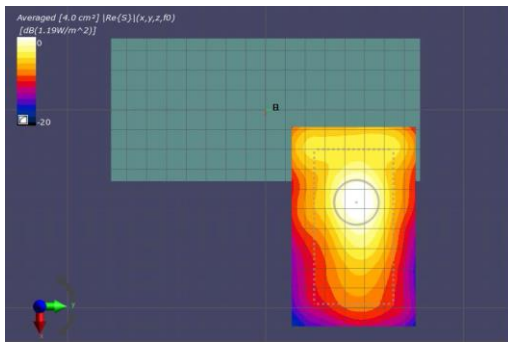 Averaged [4.0 cm³] |Re{S}|(x,y,z,f0)
[dB(1.19W/m^2)]
0
-20
Y